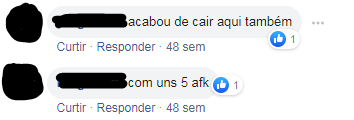 acabou de cair aqui também
1
Curtir · Responder · 48 sem
com uns 5 afk
1
Curtir · Responder · 48 sem